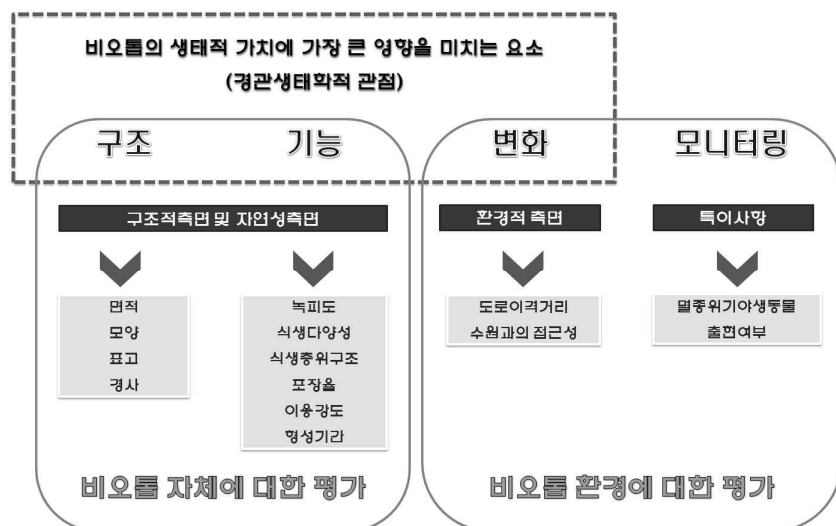 비오톱의 생태적 가치에 가장 큰 영향을 미치는 요소
(경관생태학적 관점)
구조 기능 변화 모니터링
구조적측면 및 자연성측면 환경적 측면 특이사항
면적
모양
표고
경사
녹피도
식생다양성
식생층위구조
포장율
이용강도
형성기간
도로이격거리
수원과의 접근성
멸종위기야생동물
출현여부
비오톱 자체에 대한 평가 비오톱 환경에 대한 평가